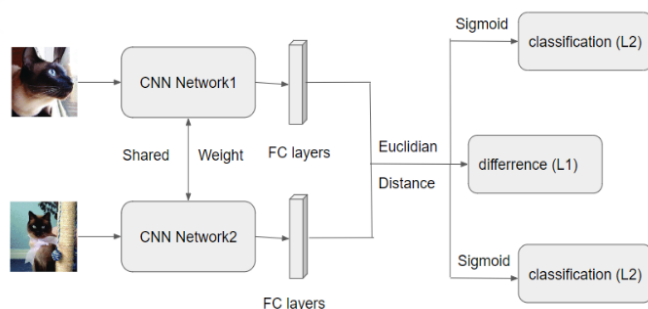 Sigmoid
classification (L2)
CNN Network1
FC layers
Shared
Weight
Euclidian
Distance
differrence (L1)
CNN Network2
FC layers
Sigmoid
classification (L2)